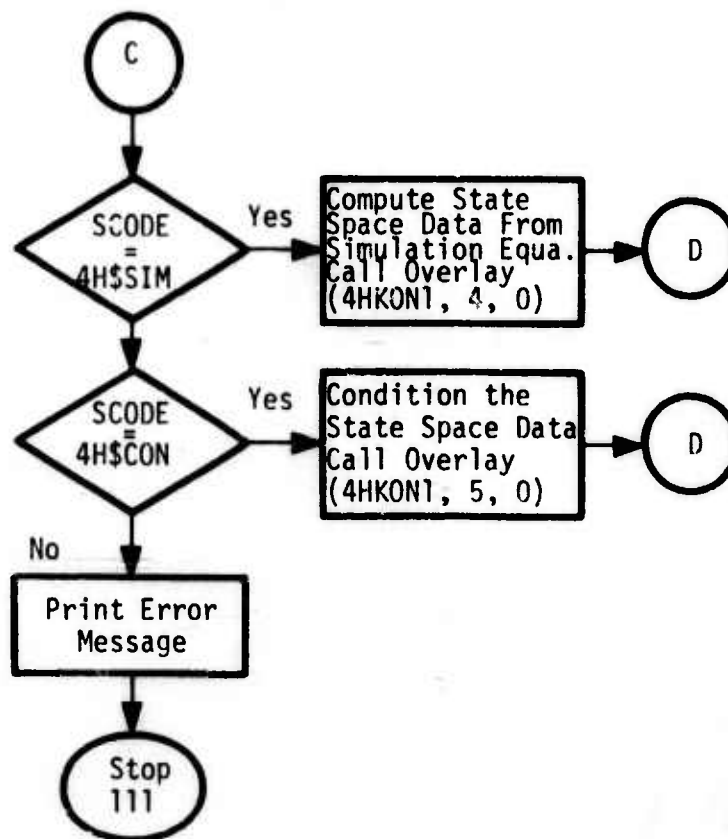 C
SCODE
=
4H$SIM
Yes
Compute State
Space Data From
Simulation Equa.
Call Overlay
(4HKON1, 4, 0)
D
SCODE
=
4H$CON
Yes
Condition the
State Space Data
Call Overlay
(4HKON1, 5, 0)
D
No
Print Error
Message
Stop
111